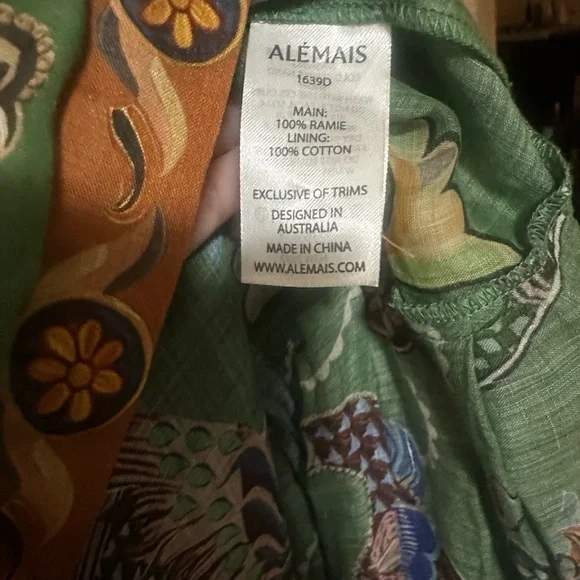 ALÉMAIS
1639D
MAIN:
100% RAMIE
LINING:
100% COTTON
EXCLUSIVE OF TRIMS
DESIGNED IN
AUSTRALIA
MADE IN CHINA
WWW.ALEMAIS.COM